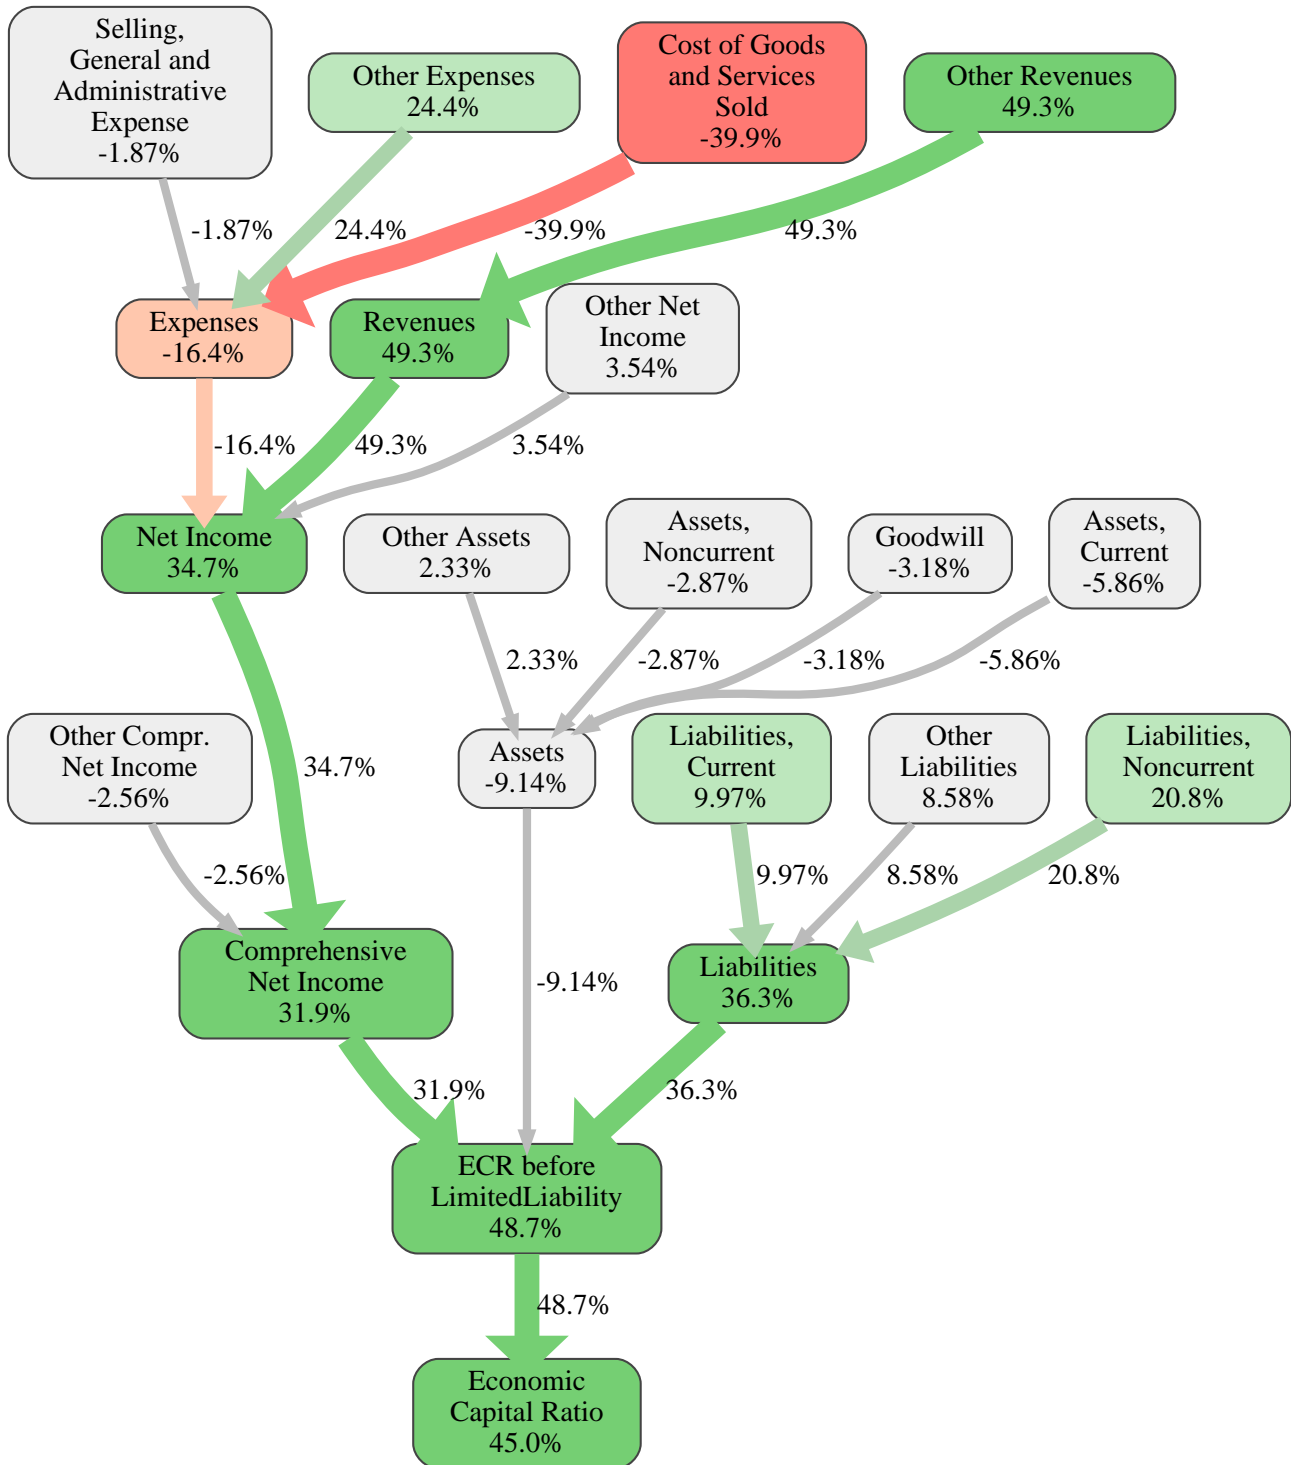 Selling,
General and
Administrative
Expense
-1.87%
Other Expenses
24.4%
Cost of Goods
and Services
Sold
-39.9%
Other Revenues
49.3%
-1.87%
24.4%
-39.9%
49.3%
Expenses
-16.4%
Revenues
49.3%
Other Net
Income
3.54%
-16.4%
49.3%
3.54%
Net Income
34.7%
Other Assets
2.33%
Assets,
Noncurrent
-2.87%
Goodwill
-3.18%
Assets,
Current
-5.86%
2.33%
-2.87%
-3.18%
-5.86%
Other Compr.
Net Income
-2.56%
34.7%
Assets
-9.14%
Liabilities,
Current
9.97%
Other
Liabilities
8.58%
Liabilities,
Noncurrent
20.8%
-2.56%
9.97%
8.58%
20.8%
Comprehensive
Net Income
31.9%
-9.14%
Liabilities
36.3%
31.9%
36.3%
ECR before
LimitedLiability
48.7%
48.7%
Economic
Capital Ratio
45.0%